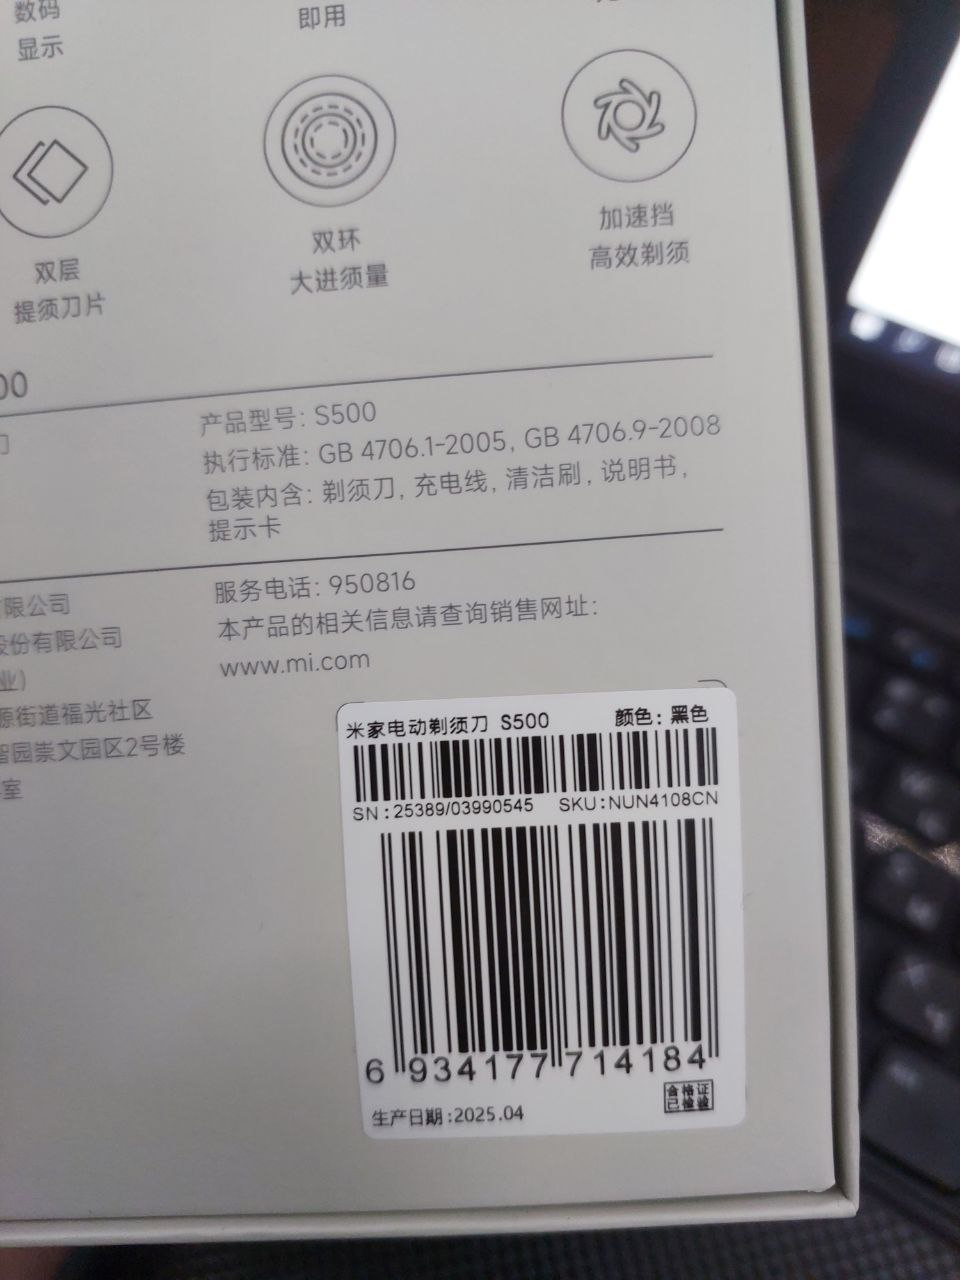 数码
显示
即用
双层
提须刀片
双环
大进须量
加速挡
高效剃须
00
刀
产品型号: S500
执行标准: GB 4706.1-2005, GB 4706.9-2008
包装内含: 剃须刀, 充电线, 清洁刷, 说明书,
提示卡
有限公司
股份有限公司
业)
源街道福光社区
智园崇文园区2号楼
室
服务电话: 950816
本产品的相关信息请查询销售网址:
www.mi.com
米家电动剃须刀 S500 颜色: 黑色
SN:25389/03990545 SKU:NUN4108CN
6 934177 714184
生产日期:2025.04
合格证
已检验